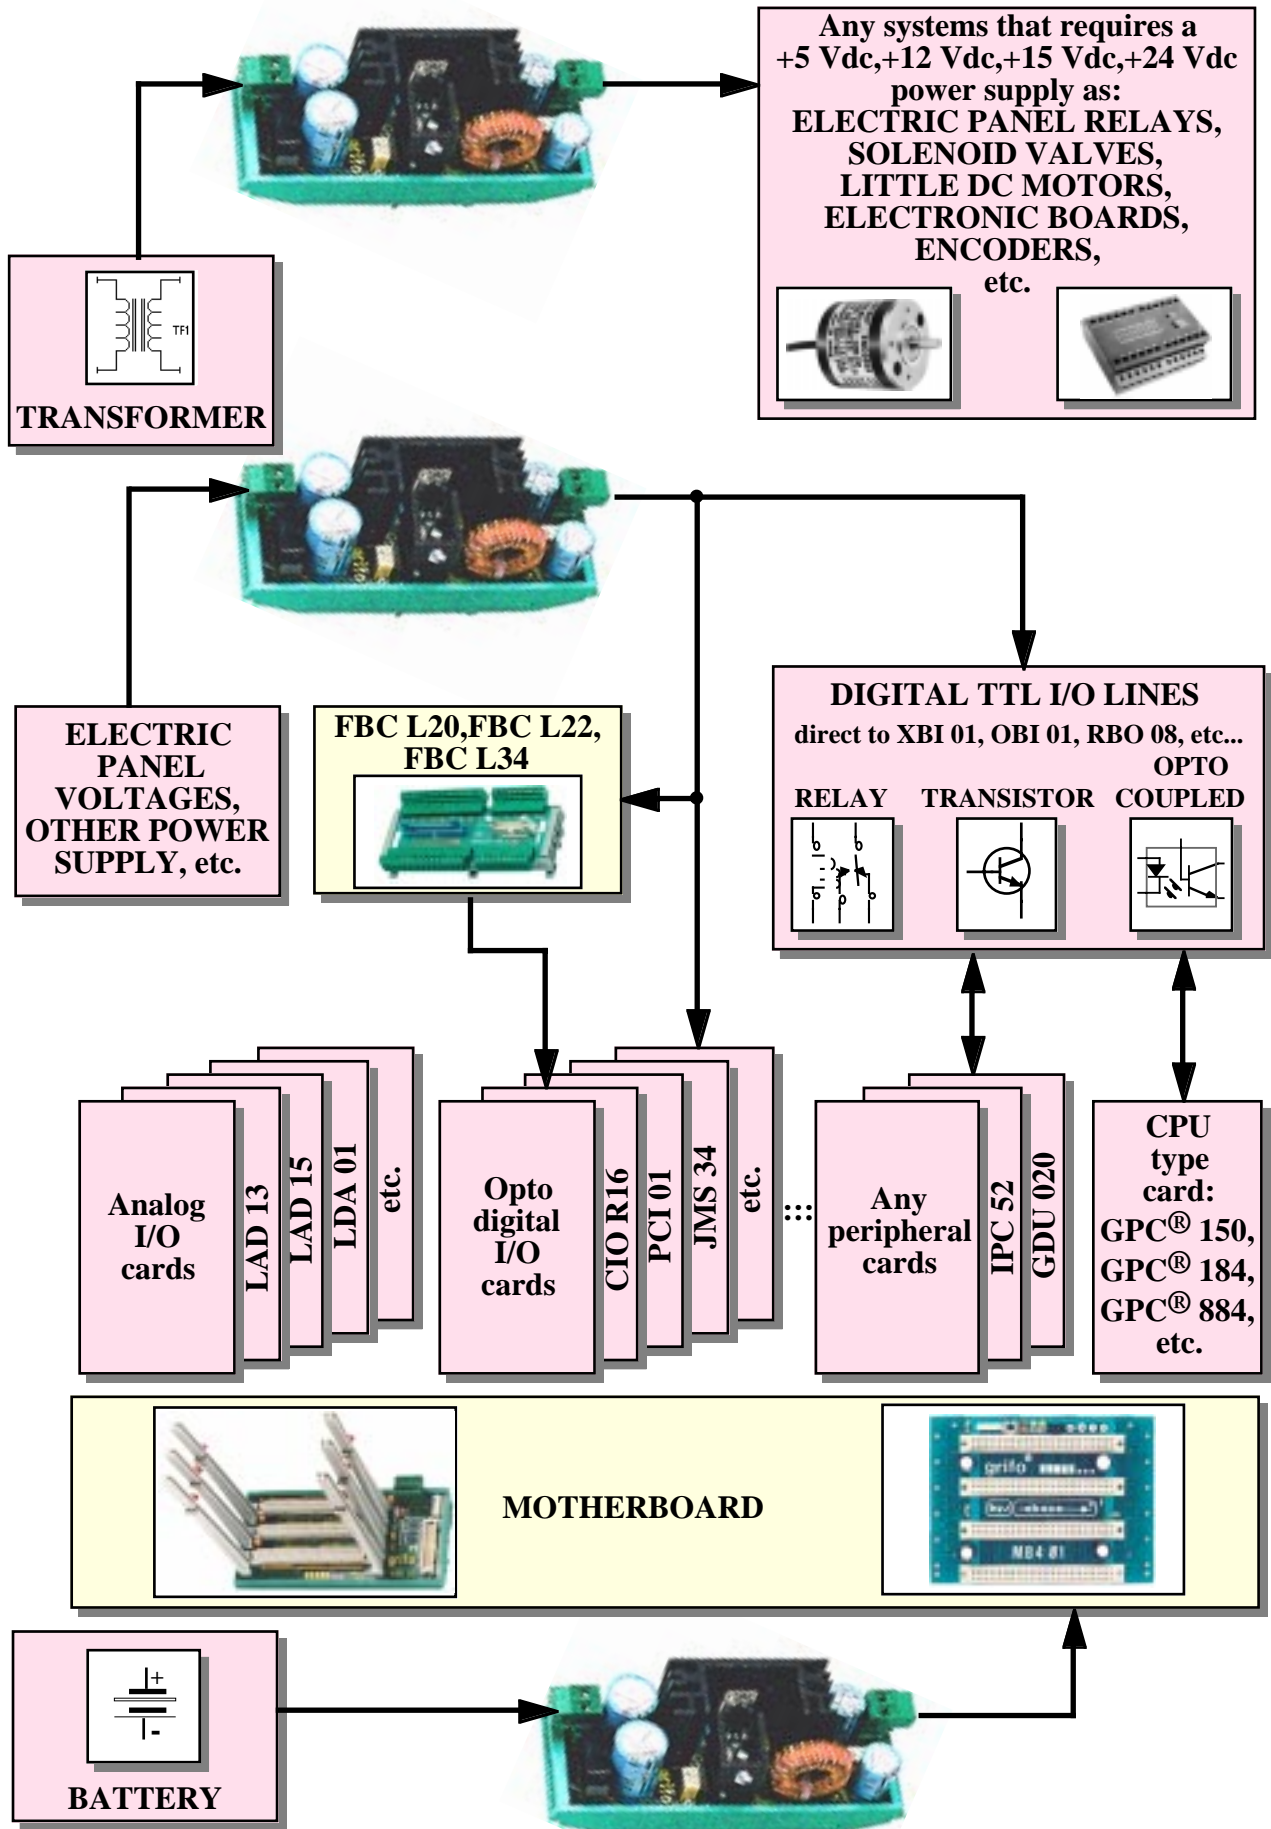 Any systems that requires a
+5 Vdc,+12 Vdc,+15 Vdc,+24 Vdc
power supply as:
ELECTRIC PANEL RELAYS,
SOLENOID VALVES,
LITTLE DC MOTORS,
ELECTRONIC BOARDS,
ENCODERS,
etc.
TF1
TRANSFORMER
ELECTRIC
PANEL
VOLTAGES,
OTHER POWER
SUPPLY, etc.
FBC L20,FBC L22,
FBC L34
DIGITAL TTL I/O LINES
direct to XBI 01, OBI 01, RBO 08, etc...
RELAY
TRANSISTOR
OPTO
COUPLED
Analog
I/O
cards
LAD 13
LAD 15
LDA 01
etc.
Opto
digital
I/O
cards
CIO R16
PCI 01
JMS 34
etc.
:::
Any
peripheral
cards
IPC 52
GDU 020
CPU
type
card:
GPC® 150,
GPC® 184,
GPC® 884,
etc.
grifo
MOTHERBOARD
grifo®
MB4 01
+
-
BATTERY